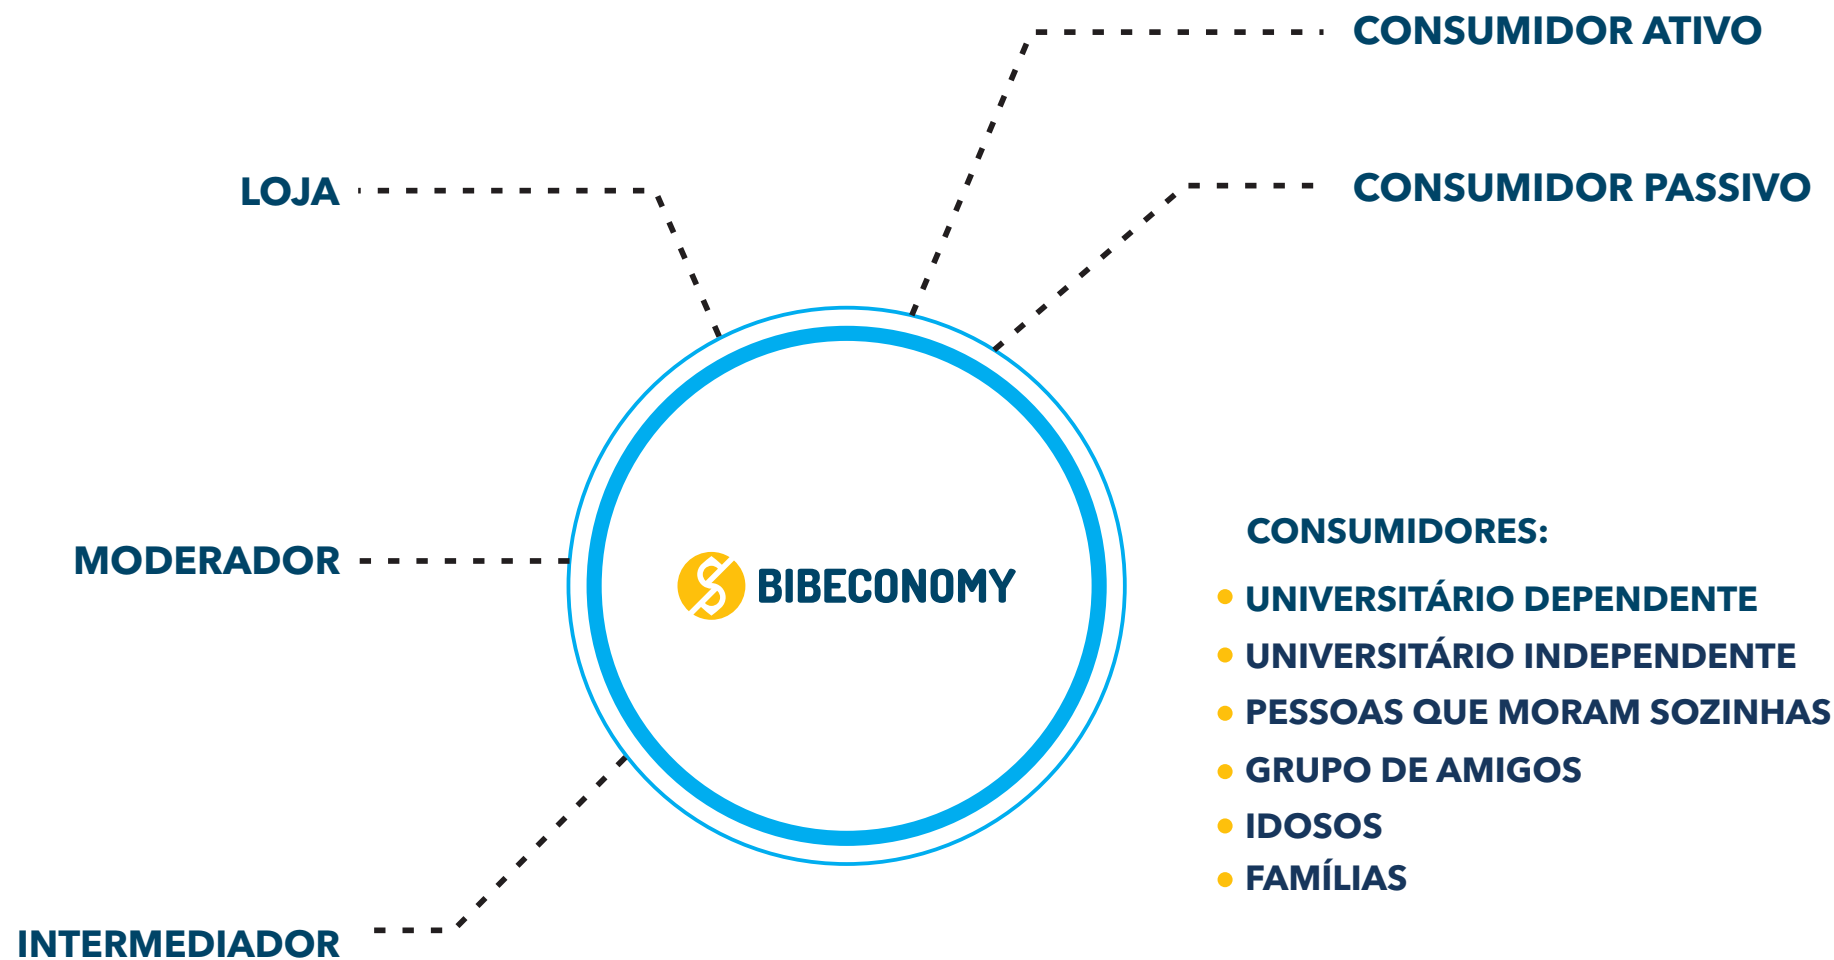 CONSUMIDOR ATIVO
LOJA
CONSUMIDOR PASSIVO
MODERADOR
BIBECONOMY
INTERMEDIADOR
CONSUMIDORES:
UNIVERSITÁRIO DEPENDENTE
UNIVERSITÁRIO INDEPENDENTE
PESSOAS QUE MORAM SOZINHAS
GRUPO DE AMIGOS
IDOSOS
FAMÍLIAS